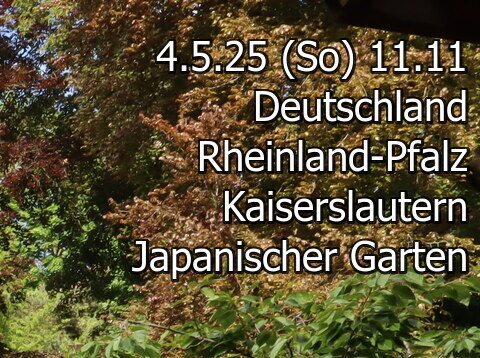 4.5.25 (So) 11.11
Deutschland
Rheinland-Pfalz
Kaiserslautern
Japanischer Garten